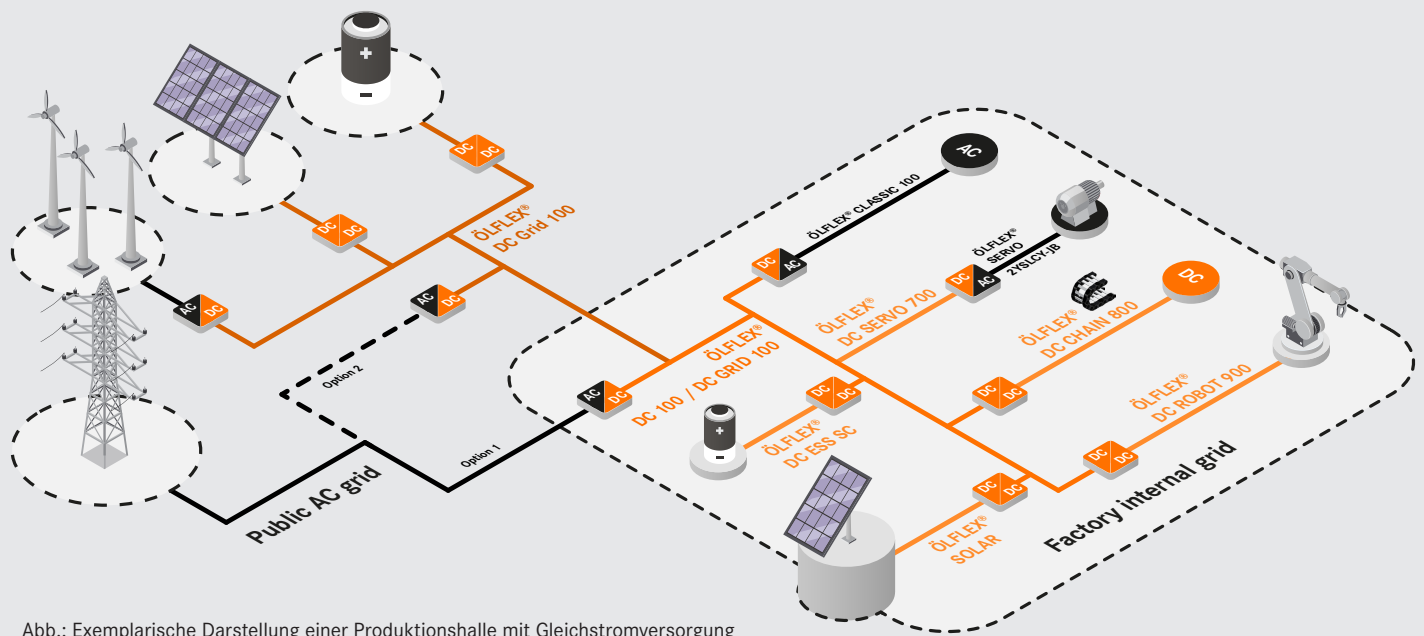 +
-
DC
DC
DC
DC
AC
DC
AC
DC
ÖLFLEX®
DC Grid 100
Option 2
Option 1
Public AC grid
AC
DC
ÖLFLEX®
DC 100 / DC GRID 100
AC
ÖLFLEX® CLASSIC 100
DC
AC
ÖLFLEX®
SERVO
2YSLCY-JB
DC
AC
ÖLFLEX®
DC SERVO 700
DC
ÖLFLEX®
DC CHAIN 800
DC
DC
ÖLFLEX®
DC ROBOT 900
DC
DC
DC
DC
+
-
ÖLFLEX®
DC ESS SC
DC
DC
ÖLFLEX®
SOLAR
Factory internal grid
Abb.: Exemplarische Darstellung einer Produktionshalle mit Gleichstromversorgung